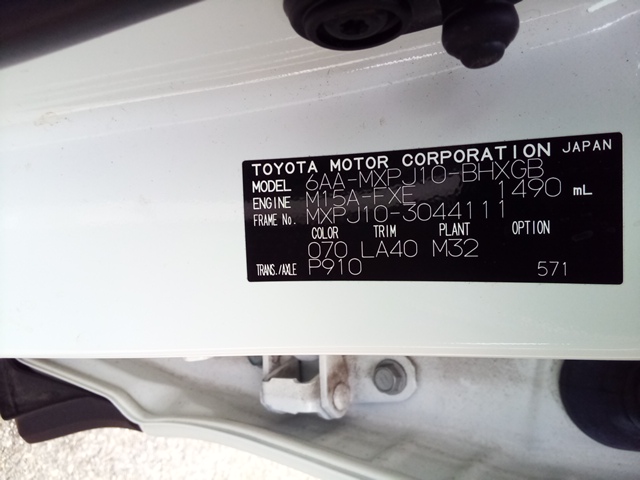 TOYOTA MOTOR CORPORATION JAPAN
MODEL 6AA-MXPJ10-BHXGB
ENGINE M15A-FXE 1490 mL
FRAME No. MXPJ10-3044111
COLOR TRIM PLANT OPTION
070 LA40 M32
TRANS./AXLE P910 571